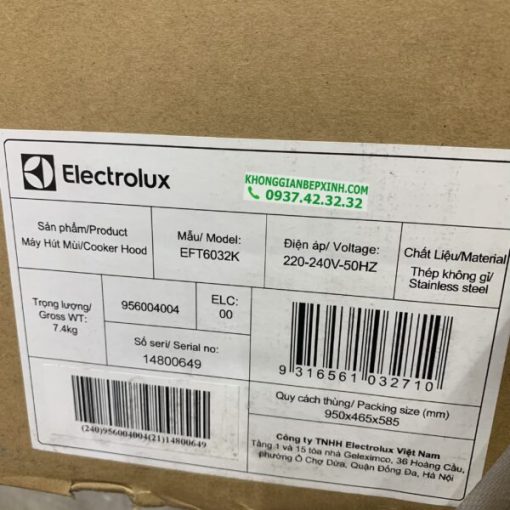 Electrolux
KHONGGIANBEPXINH.COM
0937.42.32.32
Sản phẩm/Product
Máy Hút Mùi/Cooker Hood
Mẫu/ Model:
EFT6032K
Điện áp/ Voltage:
220-240V-50HZ
Chất Liệu/Material
Thép không gỉ/
Stainless steel
Trọng lượng/
Gross WT:
7.4kg
956004004
ELC:
00
Số seri/ Serial no:
14800649
9 316561 032710
Quy cách thùng/ Packing size (mm)
950x465x585
(240)956004004(21)14800649
Công ty TNHH Electrolux Việt Nam
Tầng 1 và 15 tòa nhà Geleximco, 36 Hoàng Cầu,
phường Ô Chợ Dừa, Quận Đống Đa, Hà Nội